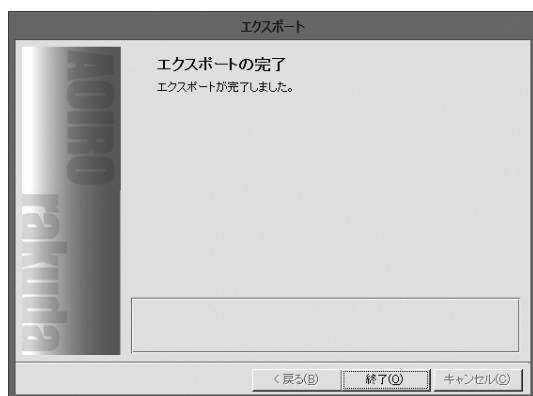 エクスポート
AOIRO
rakuda
エクスポートの完了
エクスポートが完了しました。
< 戻る(B)
終了(O)
キャンセル(C)